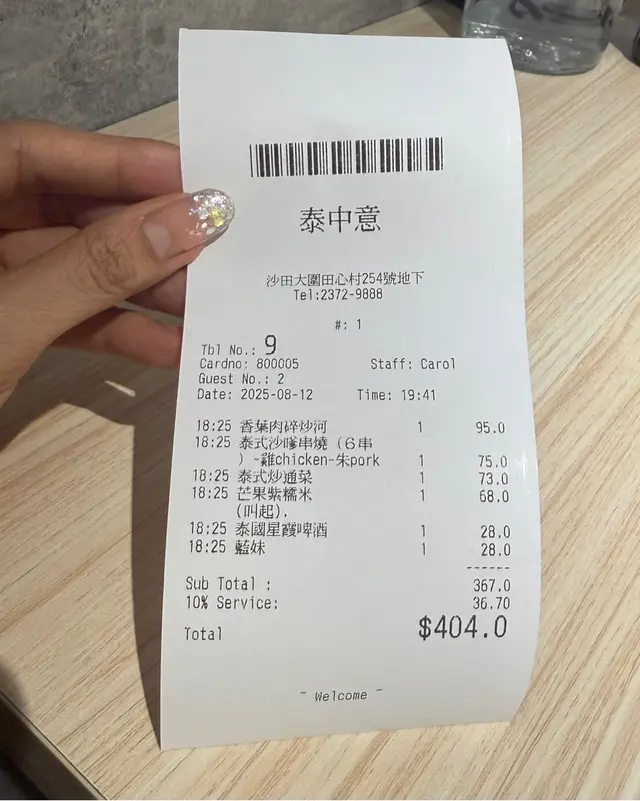 泰中意
沙田大圍田心村254號地下
Tel:2372-9888
#: 1
Tbl No.: 9
Cardno: 800005 Staff: Carol
Guest No.: 2
Date: 2025-08-12 Time: 19:41
18:25 香葉肉碎炒河 1 95.0
18:25 泰式沙嗲串燒（6串
）-雞chicken-朱pork 1 75.0
18:25 泰式炒通菜 1 73.0
18:25 芒果紫糯米 1 68.0
(叫起).
18:25 泰國星霞啤酒 1 28.0
18:25 藍妹 1 28.0
------
Sub Total : 367.0
10% Service: 36.70
Total $404.0
- Welcome -